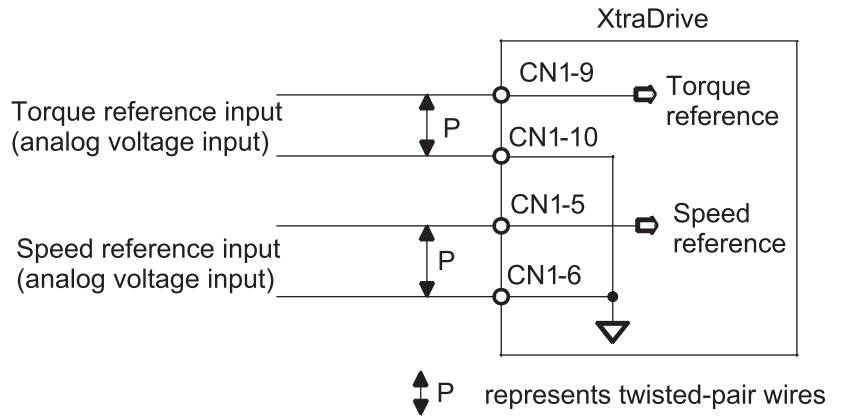 XtraDrive
CN1-9
Torque
reference
Torque reference input
(analog voltage input)
P
CN1-10
CN1-5
Speed
reference
Speed reference input
(analog voltage input)
P
CN1-6
P represents twisted-pair wires